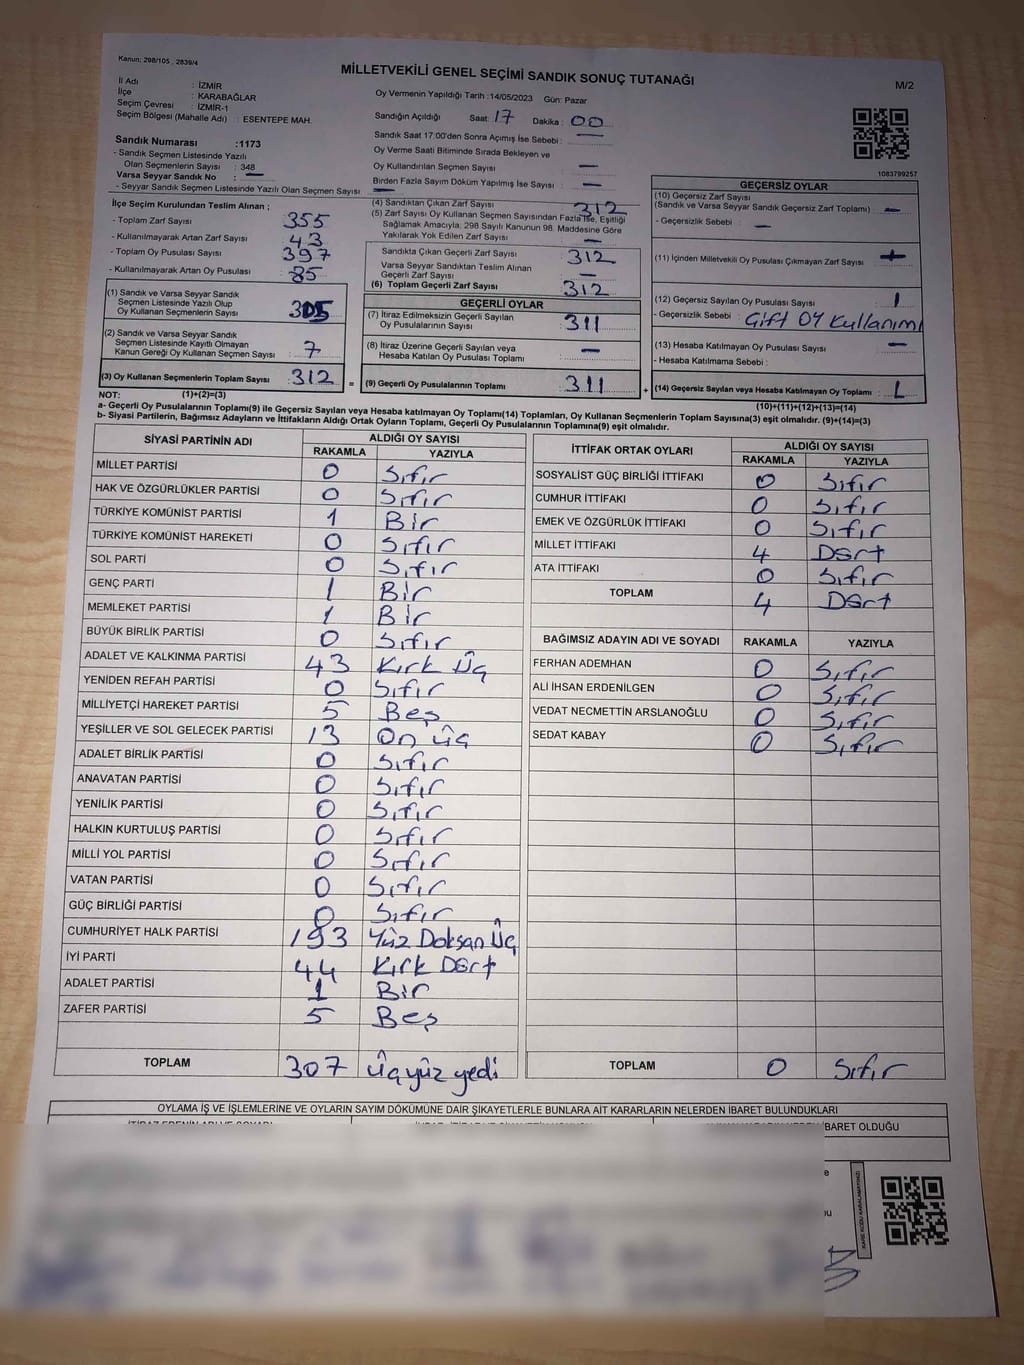 Kanun: 298/105 , 2839/4
MİLLETVEKİLİ GENEL SEÇİMİ SANDIK SONUÇ TUTANAĞI
M/2
İl Adı : İZMİR
İlçe : KARABAĞLAR
Seçim Çevresi : İZMİR-1
Seçim Bölgesi (Mahalle Adı) : ESENTEPE MAH.
Oy Vermenin Yapıldığı Tarih :14/05/2023 Gün: Pazar
Sandığın Açıldığı Saat: 17 Dakika : 00
Sandık Saat 17:00'den Sonra Açımış İse Sebebi : —
Oy Verme Saati Bitiminde Sırada Bekleyen ve
Oy Kullandırılan Seçmen Sayısı —
Birden Fazla Sayım Döküm Yapılmış İse Sayısı : —
Sandık Numarası :1173
- Sandık Seçmen Listesinde Yazılı
Olan Seçmenlerin Sayısı : 348
Varsa Seyyar Sandık No : —
- Seyyar Sandık Seçmen Listesinde Yazılı Olan Seçmen Sayısı : —
1083799257
İlçe Seçim Kurulundan Teslim Alınan ;
- Toplam Zarf Sayısı : 355
- Kullanılmayarak Artan Zarf Sayısı : 43
- Toplam Oy Pusulası Sayısı : 397
- Kullanılmayarak Artan Oy Pusulası : 85
(1) Sandık ve Varsa Seyyar Sandık
Seçmen Listesinde Yazılı Olup
Oy Kullanan Seçmenlerin Sayısı : 305
(2) Sandık ve Varsa Seyyar Sandık
Seçmen Listesinde Kayıtlı Olmayan
Kanun Gereği Oy Kullanan Seçmen Sayısı : 7
(3) Oy Kullanan Seçmenlerin Toplam Sayısı : 312 =
(4) Sandıktan Çıkan Zarf Sayısı : 312
(5) Zarf Sayısı Oy Kullanan Seçmen Sayısından Fazla İse, Eşitliği
Sağlamak Amacıyla; 298 Sayılı Kanunun 98. Maddesine Göre
Yakılarak Yok Edilen Zarf Sayısı : —
Sandıkta Çıkan Geçerli Zarf Sayısı : 312
Varsa Seyyar Sandıktan Teslim Alınan
Geçerli Zarf Sayısı : —
(6) Toplam Geçerli Zarf Sayısı : 312
GEÇERLİ OYLAR
(7) İtiraz Edilmeksizin Geçerli Sayılan
Oy Pusulalarının Sayısı : 311
(8) İtiraz Üzerine Geçerli Sayılan veya
Hesaba Katılan Oy Pusulası Toplamı : —
(9) Geçerli Oy Pusulalarının Toplamı : 311 +
GEÇERSİZ OYLAR
(10) Geçersiz Zarf Sayısı
(Sandık ve Varsa Seyyar Sandık Geçersiz Zarf Toplamı) : —
- Geçersizlik Sebebi : —
(11) İçinden Milletvekili Oy Pusulası Çıkmayan Zarf Sayısı :
(12) Geçersiz Sayılan Oy Pusulası Sayısı : 1
- Geçersizlik Sebebi : Çift OY Kullanımı
(13) Hesaba Katılmayan Oy Pusulası Sayısı : —
- Hesaba Katılmama Sebebi :
(14) Geçersiz Sayılan veya Hesaba Katılmayan Oy Toplamı : 1
NOT: (1)+(2)=(3)
(10)+(11)+(12)+(13)=(14)
a- Geçerli Oy Pusulalarının Toplamı(9) ile Geçersiz Sayılan veya Hesaba katılmayan Oy Toplamı(14) Toplamları, Oy Kullanan Seçmenlerin Toplam Sayısına(3) eşit olmalıdır. (9)+(14)=(3)
b- Siyasi Partilerin, Bağımsız Adayların ve İttifakların Aldığı Ortak Oyların Toplamı, Geçerli Oy Pusulalarının Toplamına(9) eşit olmalıdır.
SİYASİ PARTİNİN ADI ALDIĞI OY SAYISI
RAKAMLA YAZIYLA
MİLLET PARTİSİ 0 Sıfır
HAK VE ÖZGÜRLÜKLER PARTİSİ 0 Sıfır
TÜRKİYE KOMÜNİST PARTİSİ 1 Bir
TÜRKİYE KOMÜNİST HAREKETİ 0 Sıfır
SOL PARTİ 0 Sıfır
GENÇ PARTİ 1 Bir
MEMLEKET PARTİSİ 1 Bir
BÜYÜK BİRLİK PARTİSİ 0 Sıfır
ADALET VE KALKINMA PARTİSİ 43 Kırk Üç
YENİDEN REFAH PARTİSİ 0 Sıfır
MİLLİYETÇİ HAREKET PARTİSİ 5 Beş
YEŞİLLER VE SOL GELECEK PARTİSİ 13 On üç
ADALET BİRLİK PARTİSİ 0 Sıfır
ANAVATAN PARTİSİ 0 Sıfır
YENİLİK PARTİSİ 0 Sıfır
HALKIN KURTULUŞ PARTİSİ 0 Sıfır
MİLLİ YOL PARTİSİ 0 Sıfır
VATAN PARTİSİ 0 Sıfır
GÜÇ BİRLİĞİ PARTİSİ 0 Sıfır
CUMHURİYET HALK PARTİSİ 193 Yüz Doksan Üç
İYİ PARTİ 44 Kırk Dört
ADALET PARTİSİ 1 Bir
ZAFER PARTİSİ 5 Beş
TOPLAM 307 Üçyüz yedi
İTTİFAK ORTAK OYLARI ALDIĞI OY SAYISI
RAKAMLA YAZIYLA
SOSYALİST GÜÇ BİRLİĞİ İTTİFAKI 0 Sıfır
CUMHUR İTTİFAKI 0 Sıfır
EMEK VE ÖZGÜRLÜK İTTİFAKI 0 Sıfır
MİLLET İTTİFAKI 4 Dört
ATA İTTİFAKI 0 Sıfır
TOPLAM 4 Dört
BAĞIMSIZ ADAYIN ADI VE SOYADI RAKAMLA YAZIYLA
FERHAN ADEMHAN 0 Sıfır
ALİ İHSAN ERDENİLGEN 0 Sıfır
VEDAT NECMETTİN ARSLANOĞLU 0 Sıfır
SEDAT KABAY 0 Sıfır
TOPLAM 0 Sıfır
OYLAMA İŞ VE İŞLEMLERİNE VE OYLARIN SAYIM DÖKÜMÜNE DAİR ŞİKAYETLERLE BUNLARA AİT KARARLARIN NELERDEN İBARET BULUNDUKLARI
İBARET OLDUĞU
KARE KODU KARALAMAYINIZ!